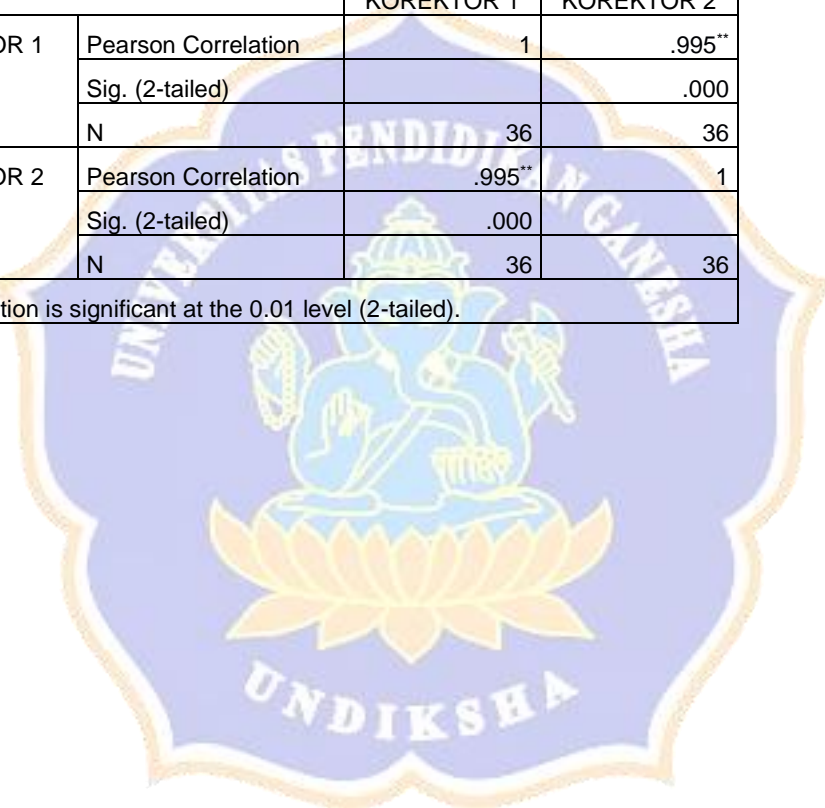 KOREKTOR 1 KOREKTOR 2
OR 1 Pearson Correlation 1 .995**
Sig. (2-tailed) .000
N 36 36
OR 2 Pearson Correlation .995** 1
Sig. (2-tailed) .000
N 36 36
tion is significant at the 0.01 level (2-tailed).
UNIVERSITAS PENDIDIKAN GANESHA
UNDIKSHA